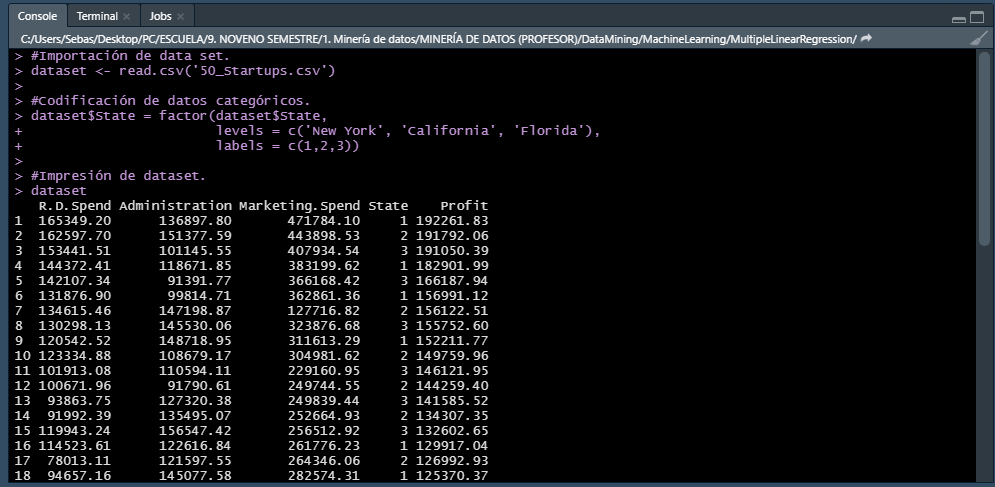 Console Terminal Jobs
C:/Users/Sebas/Desktop/PC/ESCUELA/9. NOVENO SEMESTRE/1. Minería de datos/MINERÍA DE DATOS (PROFESOR)/DataMining/MachineLearning/MultipleLinearRegression/
> #Importación de data set.
> dataset <- read.csv('50_Startups.csv')
>
> #Codificación de datos categóricos.
> dataset$State = factor(dataset$State,
+                        levels = c('New York', 'California', 'Florida'),
+                        labels = c(1,2,3))
>
> #Impresión de dataset.
> dataset
   R.D.Spend Administration Marketing.Spend State    Profit
1  165349.20      136897.80       471784.10     1 192261.83
2  162597.70      151377.59       443898.53     2 191792.06
3  153441.51      101145.55       407934.54     3 191050.39
4  144372.41      118671.85       383199.62     1 182901.99
5  142107.34       91391.77       366168.42     3 166187.94
6  131876.90       99814.71       362861.36     1 156991.12
7  134615.46      147198.87       127716.82     2 156122.51
8  130298.13      145530.06       323876.68     3 155752.60
9  120542.52      148718.95       311613.29     1 152211.77
10 123334.88      108679.17       304981.62     2 149759.96
11 101913.08      110594.11       229160.95     3 146121.95
12 100671.96       91790.61       249744.55     2 144259.40
13  93863.75      127320.38       249839.44     3 141585.52
14  91992.39      135495.07       252664.93     2 134307.35
15 119943.24      156547.42       256512.92     3 132602.65
16 114523.61      122616.84       261776.23     1 129917.04
17  78013.11      121597.55       264346.06     2 126992.93
18  94657.16      145077.58       282574.31     1 125370.37